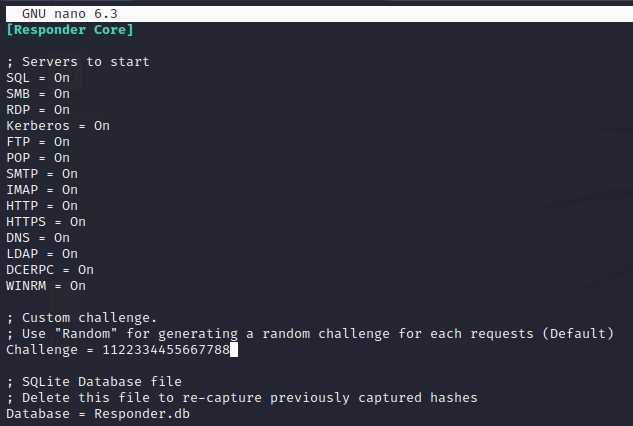 GNU nano 6.3
[Responder Core]
; Servers to start
SQL = On
SMB = On
RDP = On
Kerberos = On
FTP = On
POP = On
SMTP = On
IMAP = On
HTTP = On
HTTPS = On
DNS = On
LDAP = On
DCERPC = On
WINRM = On
; Custom challenge.
; Use "Random" for generating a random challenge for each requests (Default)
Challenge = 1122334455667788
; SQLite Database file
; Delete this file to re-capture previously captured hashes
Database = Responder.db